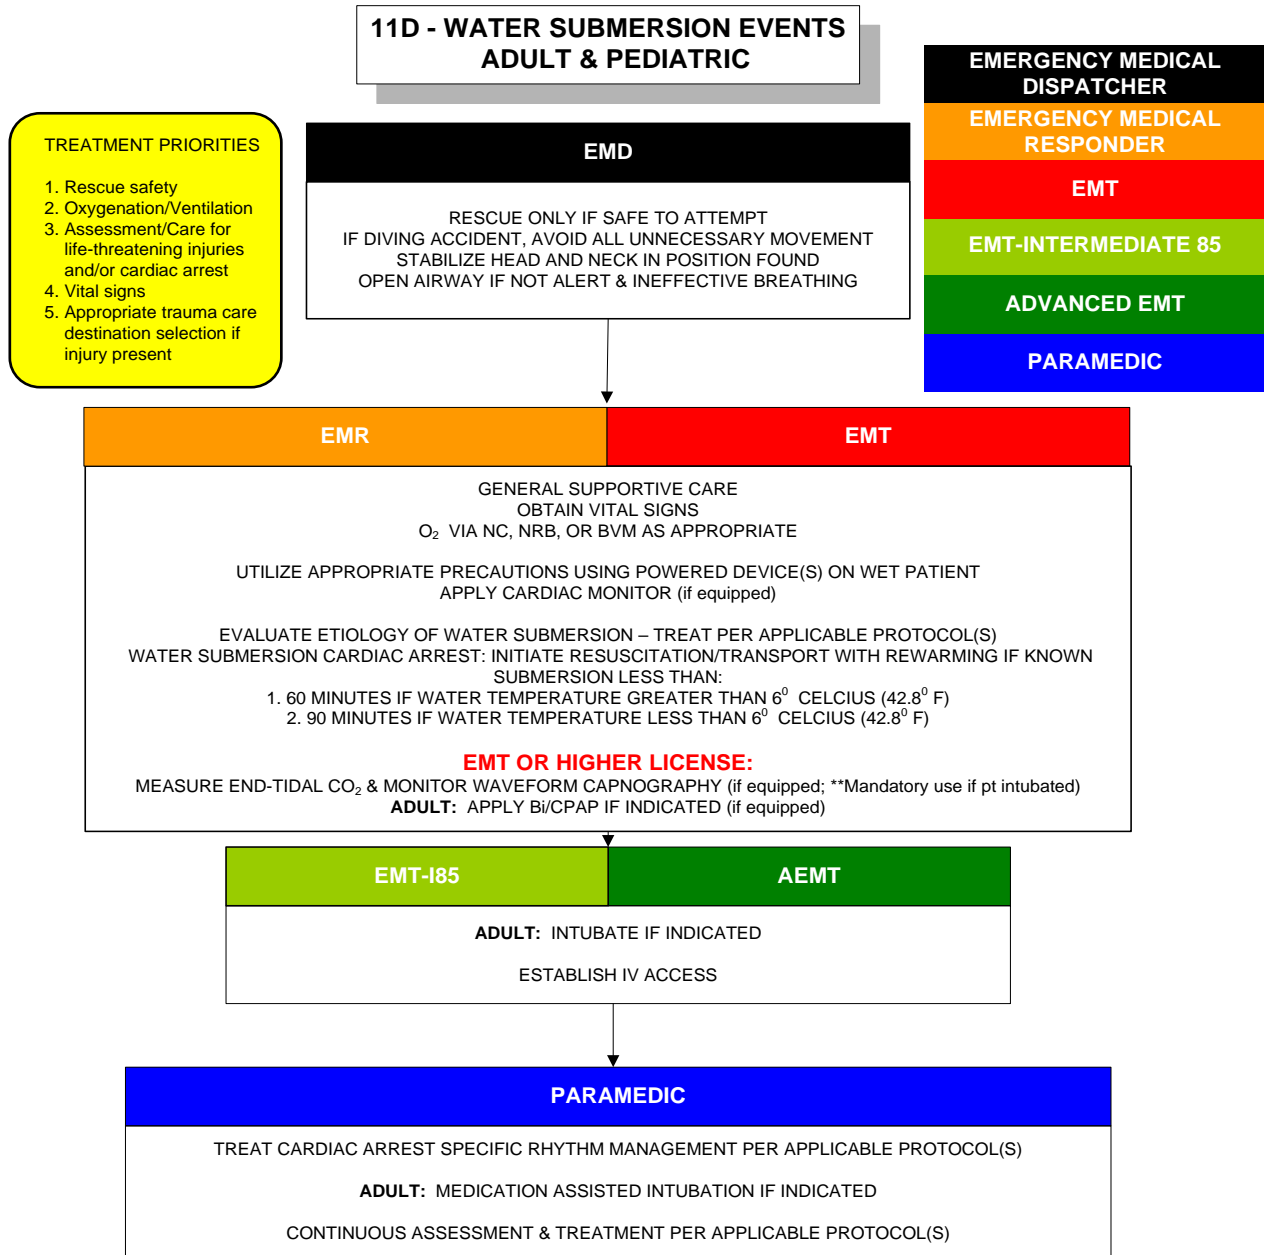 11D - WATER SUBMERSION EVENTS
ADULT & PEDIATRIC
EMERGENCY MEDICAL
DISPATCHER
EMERGENCY MEDICAL
RESPONDER
EMT
EMT-INTERMEDIATE 85
ADVANCED EMT
PARAMEDIC
TREATMENT PRIORITIES
1. Rescue safety
2. Oxygenation/Ventilation
3. Assessment/Care for
life-threatening injuries
and/or cardiac arrest
4. Vital signs
5. Appropriate trauma care
destination selection if
injury present
EMD
RESCUE ONLY IF SAFE TO ATTEMPT
IF DIVING ACCIDENT, AVOID ALL UNNECESSARY MOVEMENT
STABILIZE HEAD AND NECK IN POSITION FOUND
OPEN AIRWAY IF NOT ALERT & INEFFECTIVE BREATHING
EMR
EMT
GENERAL SUPPORTIVE CARE
OBTAIN VITAL SIGNS
O₂ VIA NC, NRB, OR BVM AS APPROPRIATE
UTILIZE APPROPRIATE PRECAUTIONS USING POWERED DEVICE(S) ON WET PATIENT
APPLY CARDIAC MONITOR (if equipped)
EVALUATE ETIOLOGY OF WATER SUBMERSION – TREAT PER APPLICABLE PROTOCOL(S)
WATER SUBMERSION CARDIAC ARREST: INITIATE RESUSCITATION/TRANSPORT WITH REWARMING IF KNOWN
SUBMERSION LESS THAN:
1. 60 MINUTES IF WATER TEMPERATURE GREATER THAN 6⁰ CELCIUS (42.8⁰ F)
2. 90 MINUTES IF WATER TEMPERATURE LESS THAN 6⁰ CELCIUS (42.8⁰ F)
EMT OR HIGHER LICENSE:
MEASURE END-TIDAL CO₂ & MONITOR WAVEFORM CAPNOGRAPHY (if equipped; **Mandatory use if pt intubated)
ADULT: APPLY Bi/CPAP IF INDICATED (if equipped)
EMT-I85
AEMT
ADULT: INTUBATE IF INDICATED
ESTABLISH IV ACCESS
PARAMEDIC
TREAT CARDIAC ARREST SPECIFIC RHYTHM MANAGEMENT PER APPLICABLE PROTOCOL(S)
ADULT: MEDICATION ASSISTED INTUBATION IF INDICATED
CONTINUOUS ASSESSMENT & TREATMENT PER APPLICABLE PROTOCOL(S)